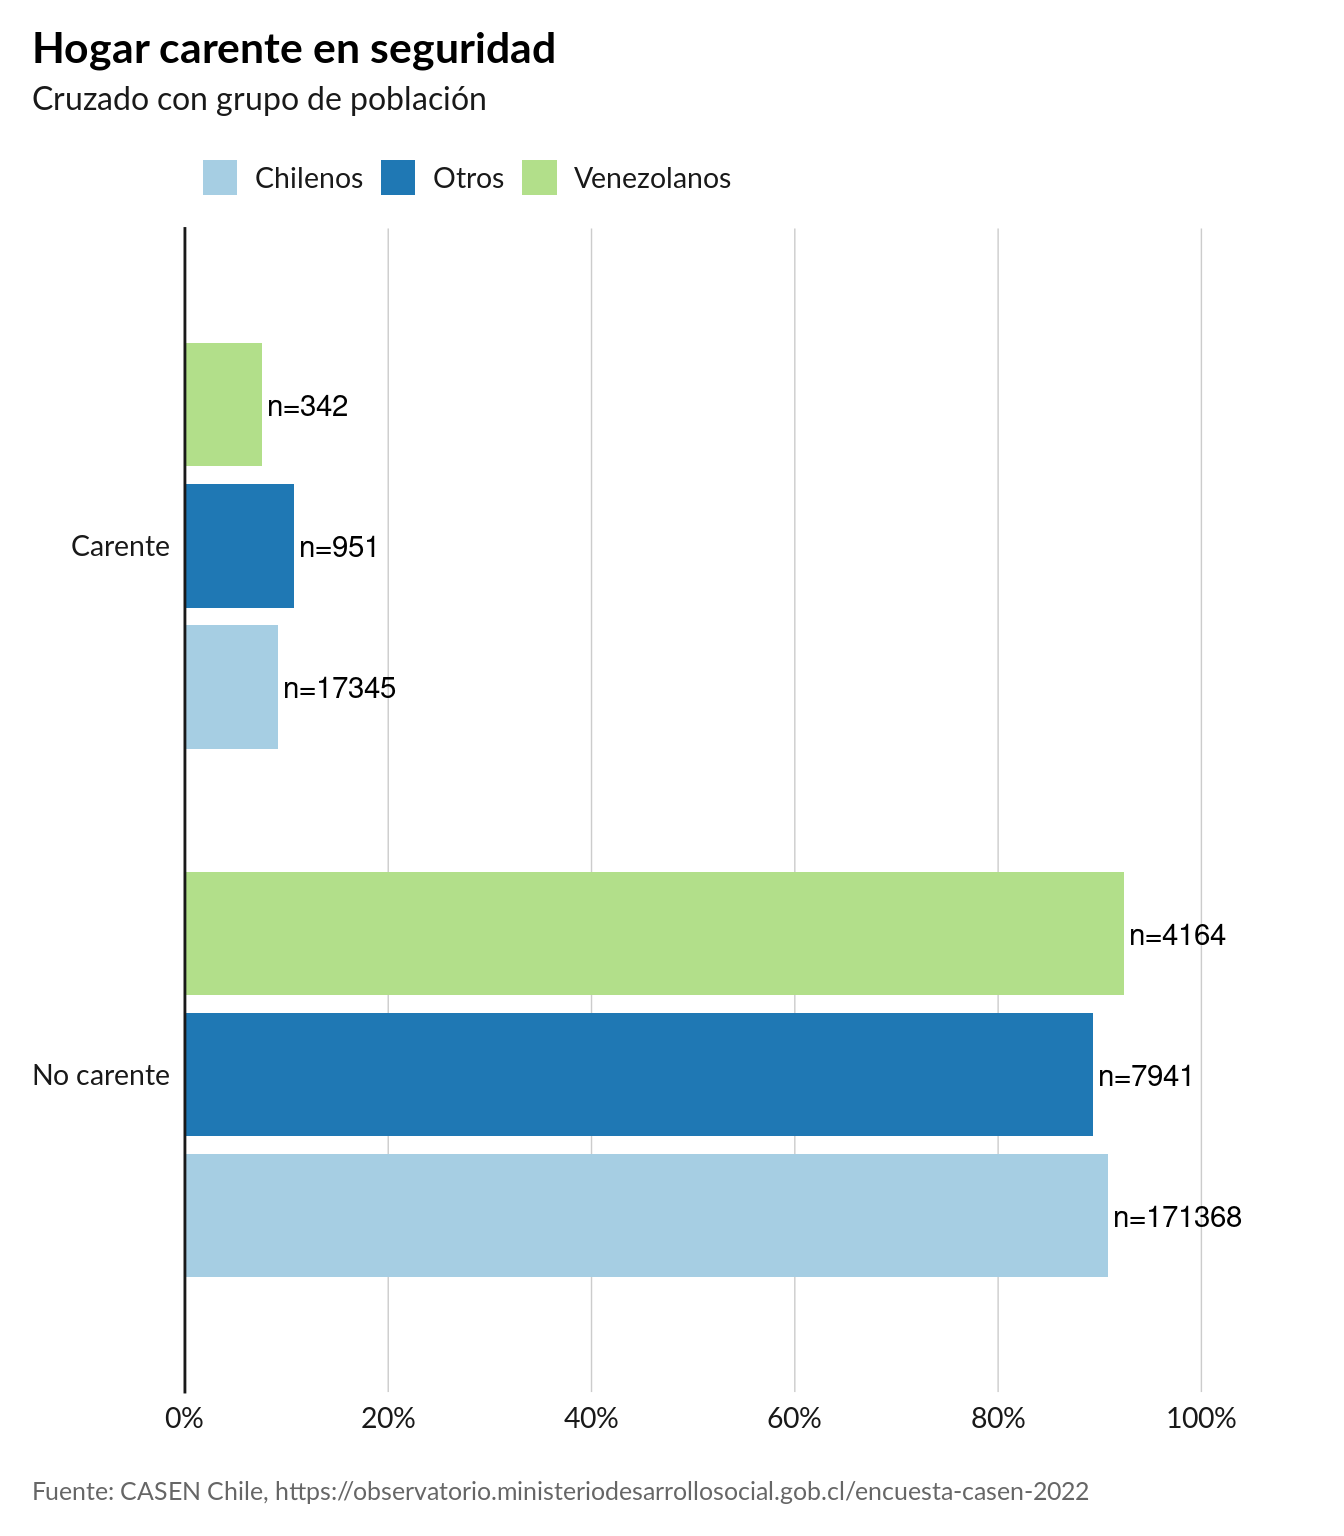 Hogar carente en seguridad
Cruzado con grupo de población
Chilenos Otros Venezolanos
n=342
Carente n=951
n=17345
n=4164
No carente n=7941
n=171368
0% 20% 40% 60% 80% 100%
Fuente: CASEN Chile, https://observatorio.ministeriodesarrollosocial.gob.cl/encuesta-casen-2022